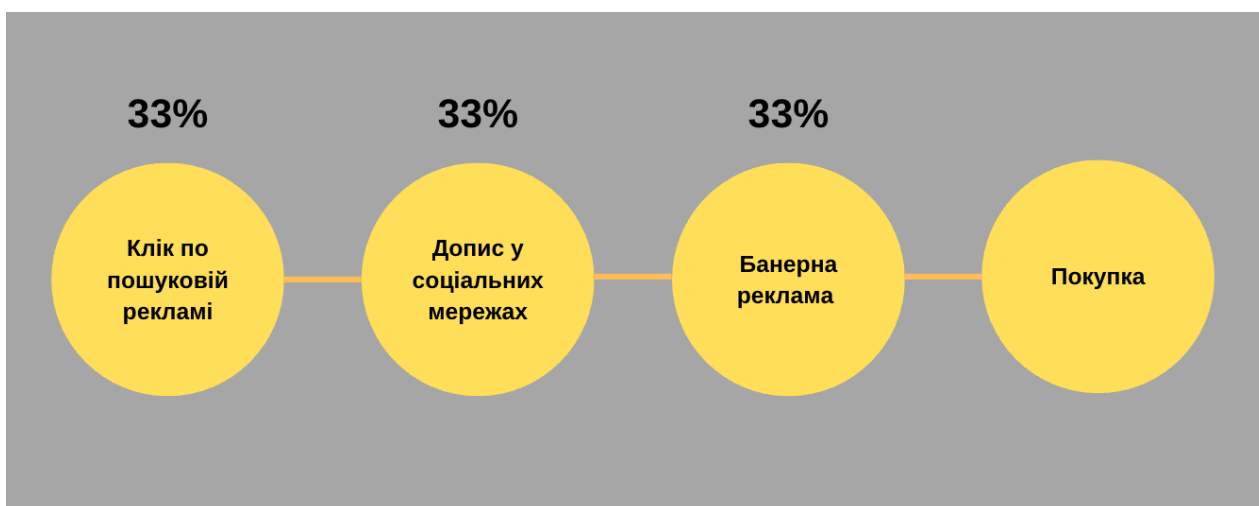 33%
33%
33%
Клік по
пошуковій
рекламі
Допис у
соціальних
мережах
Банерна
реклама
Покупка